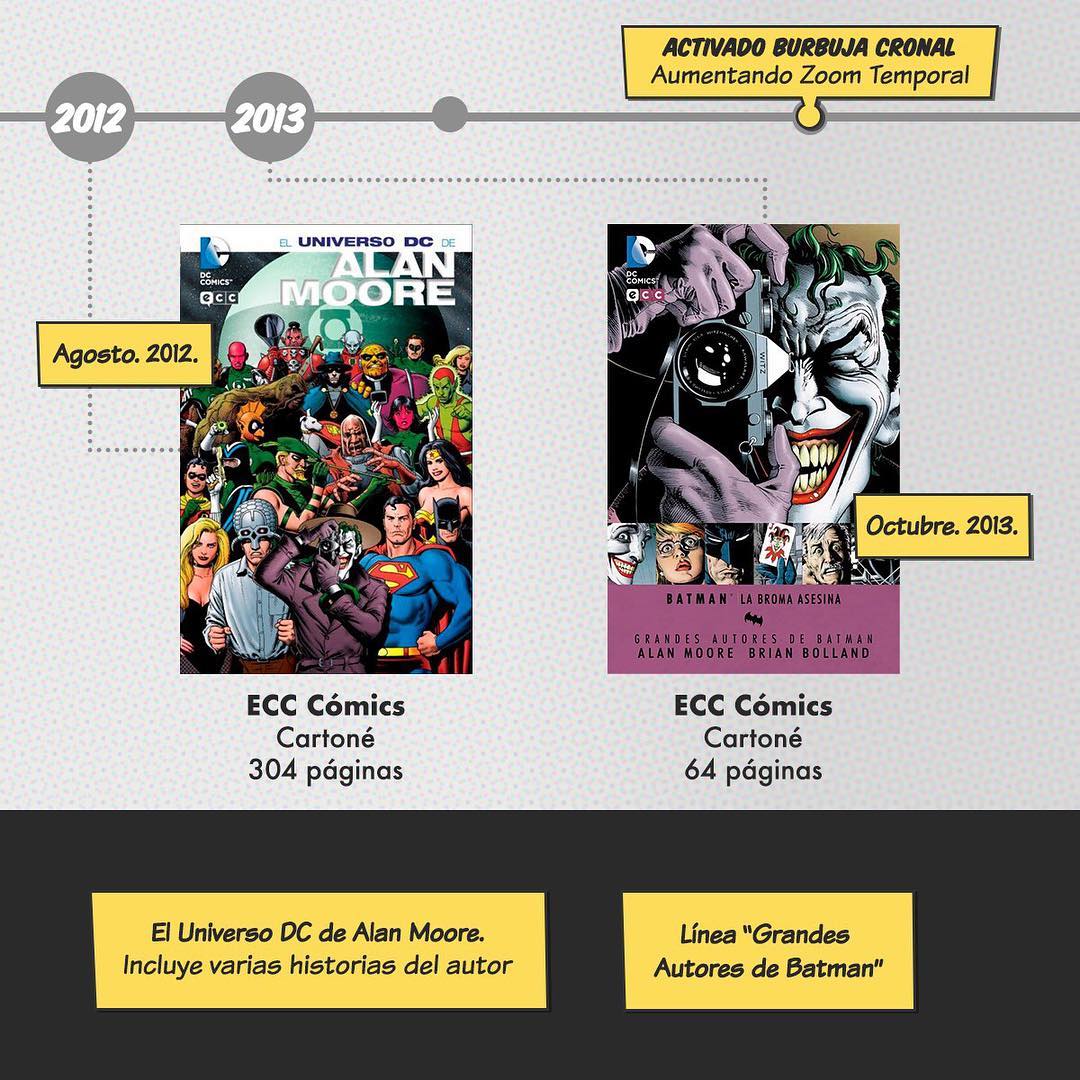 ACTIVADO BURBUJA CRONAL
Aumentando Zoom Temporal
2012
2013
EL UNIVERSO DC DE
ALAN
MOORE
DC
COMICS™
ecc
Agosto. 2012.
DC
COMICS™
ecc
WITZ
Octubre. 2013.
BATMAN LA BROMA ASESINA
GRANDES AUTORES DE BATMAN
ALAN MOORE BRIAN BOLLAND
ECC Cómics
Cartoné
304 páginas
ECC Cómics
Cartoné
64 páginas
El Universo DC de Alan Moore.
Incluye varias historias del autor
Línea “Grandes
Autores de Batman”